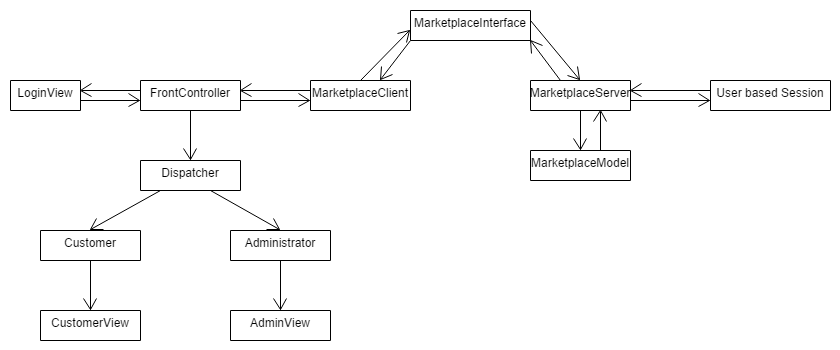 MarketplaceInterface
LoginView
FrontController
MarketplaceClient
MarketplaceServer
User based Session
MarketplaceModel
Dispatcher
Customer
Administrator
CustomerView
AdminView